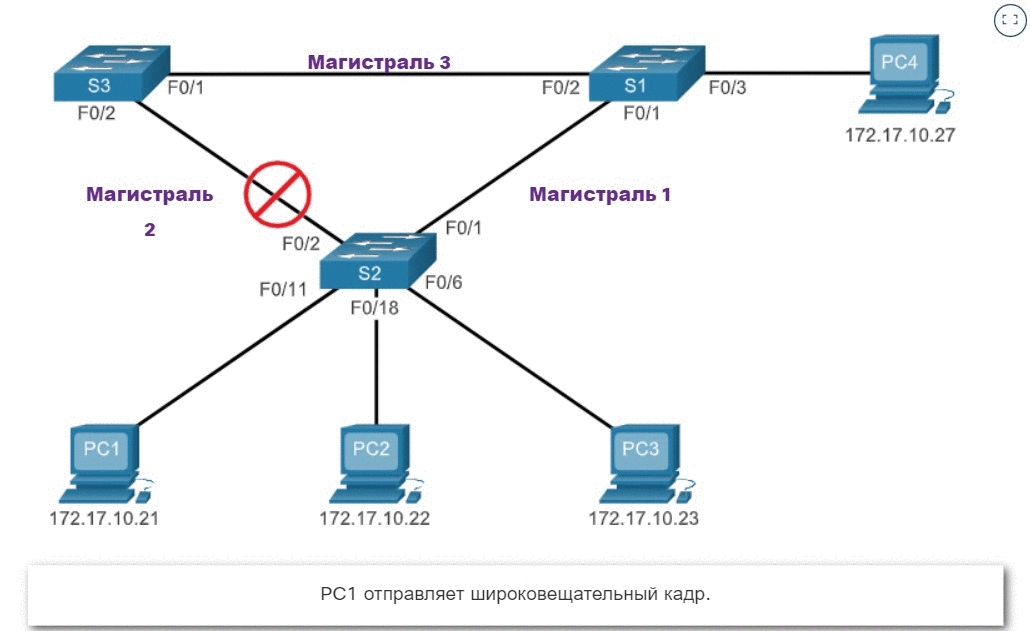 Магистраль 3
S3
F0/1
F0/2
F0/2
S1
F0/3
F0/1
PC4
172.17.10.27
Магистраль
2
Магистраль 1
F0/2
F0/1
S2
F0/11
F0/6
F0/18
PC1
PC2
PC3
172.17.10.21
172.17.10.22
172.17.10.23
PC1 отправляет широковещательный кадр.